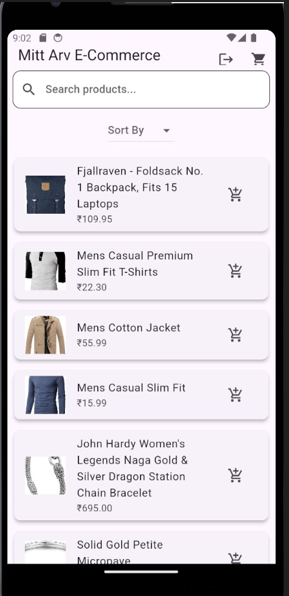 9:02
Mitt Arv E-Commerce
Search products...
Sort By
Fjallraven - Foldsack No.
1 Backpack, Fits 15
Laptops
₹109.95
Mens Casual Premium
Slim Fit T-Shirts
₹22.30
Mens Cotton Jacket
₹55.99
Mens Casual Slim Fit
₹15.99
John Hardy Women's
Legends Naga Gold &
Silver Dragon Station
Chain Bracelet
₹695.00
Solid Gold Petite
Micropave